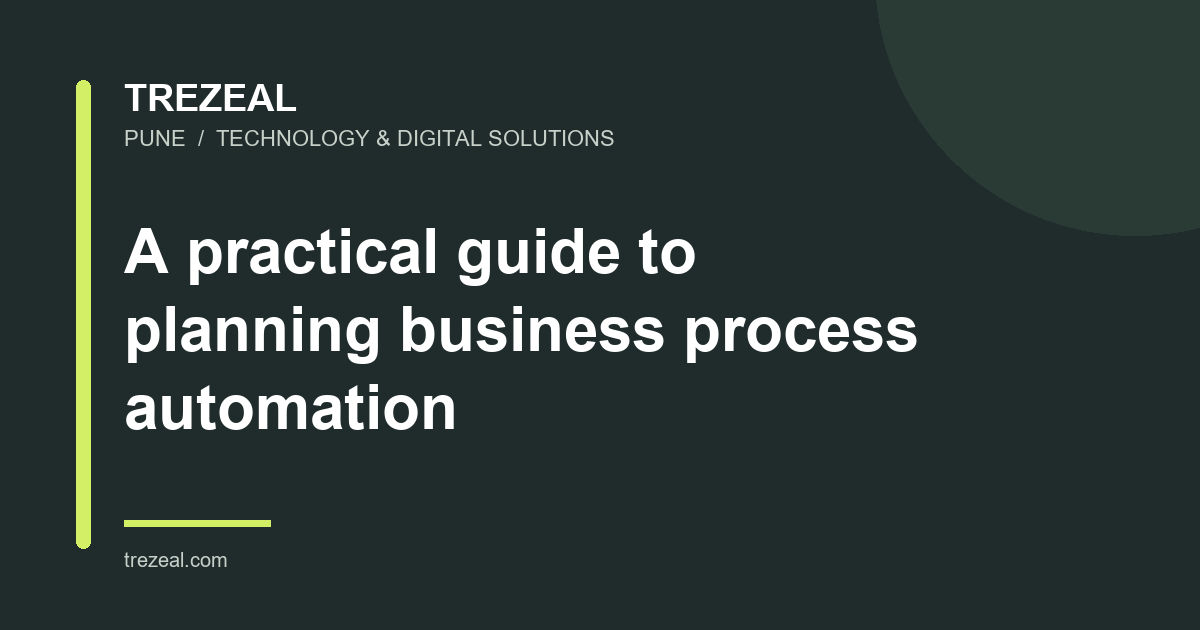 TREZEAL
PUNE / TECHNOLOGY & DIGITAL SOLUTIONS
A practical guide to
planning business process
automation
trezeal.com